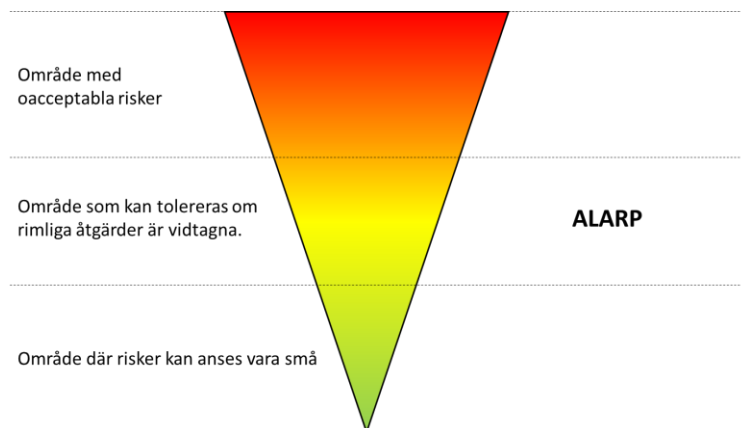 Område med
oacceptabla risker
Område som kan tolereras om
rimliga åtgärder är vidtagna.
ALARP
Område där risker kan anses vara små